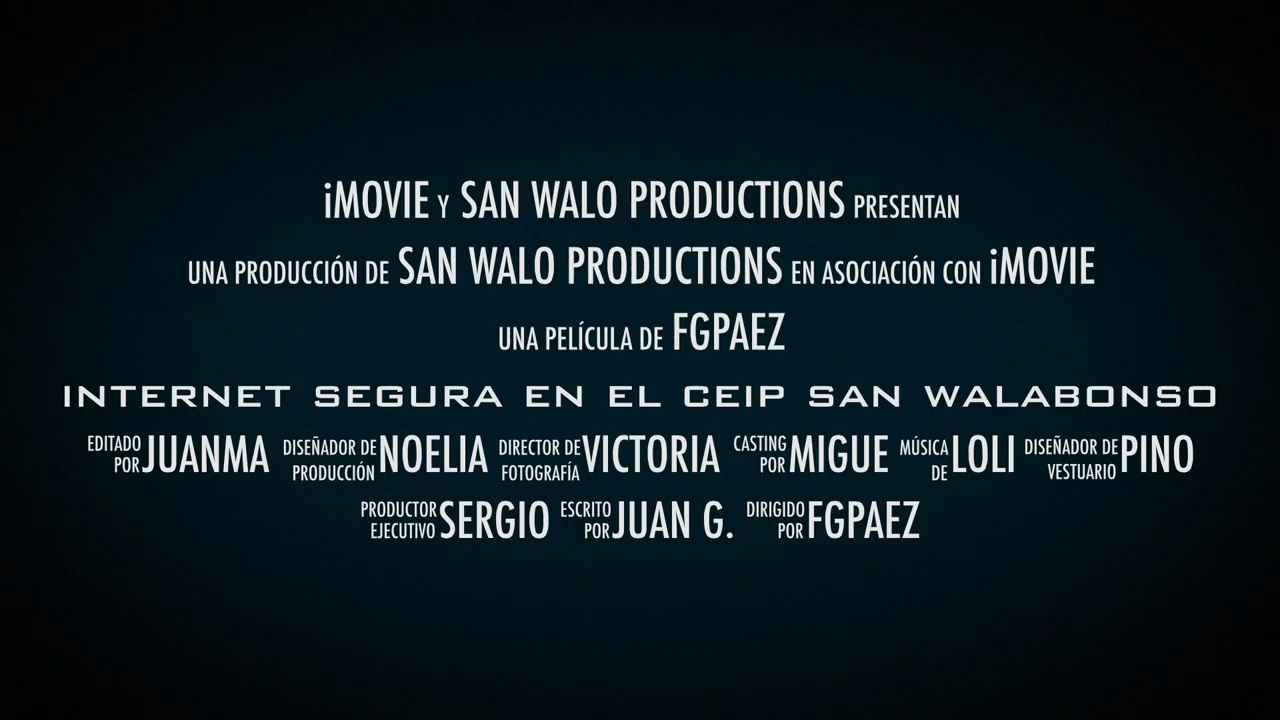 iMOVIE Y SAN WALO PRODUCTIONS PRESENTAN
UNA PRODUCCIÓN DE SAN WALO PRODUCTIONS EN ASOCIACIÓN CON iMOVIE
UNA PELÍCULA DE FGPAEZ
INTERNET SEGURA EN EL CEIP SAN WALABONSO
EDITADO POR JUANMA DISEÑADOR DE PRODUCCIÓN NOELIA DIRECTOR DE FOTOGRAFÍA VICTORIA CASTING POR MIGUE MÚSICA DE LOLI DISEÑADOR DE VESTUARIO PINO
PRODUCTOR EJECUTIVO SERGIO ESCRITO POR JUAN G. DIRIGIDO POR FGPAEZ